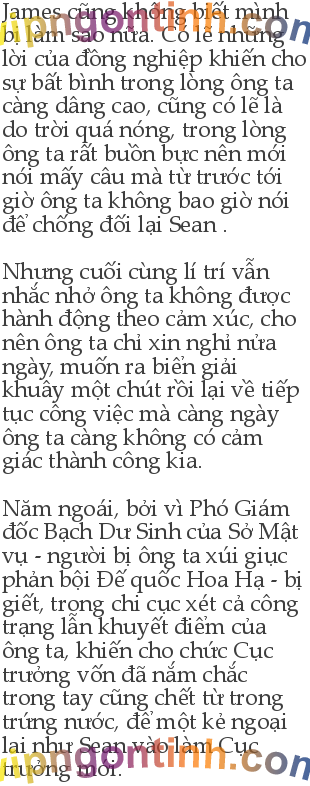 James cũng không biết mình
bị làm sao nữa. Có lẽ những
lời của đồng nghiệp khiến cho
sự bất bình trong lòng ông ta
càng dâng cao, cũng có lẽ là
do trời quá nóng, trong lòng
ông ta rất buồn bực nên mới
nói mấy câu mà từ trước tới
giờ ông ta không bao giờ nói
để chống đối lại Sean .
Nhưng cuối cùng lí trí vẫn
nhắc nhở ông ta không được
hành động theo cảm xúc, cho
nên ông ta chỉ xin nghỉ nửa
ngày, muốn ra biển giải
khuây một chút rồi lại về tiếp
tục công việc mà càng ngày
ông ta càng không có cảm
giác thành công kia.
Năm ngoái, bởi vì Phó Giám
đốc Bạch Dư Sinh của Sở Mật
vụ - người bị ông ta xúi giục
phản bội Đế quốc Hoa Hạ - bị
giết, trong chi cục xét cả công
trạng lẫn khuyết điểm của
ông ta, khiến cho chức Cục
trưởng vốn đã nắm chắc
trong tay cũng chết từ trong
trứng nước, để một kẻ ngoại
lai như Sean vào làm Cục
trưởng mới.
vipngontinh.com
vipngontinh.com